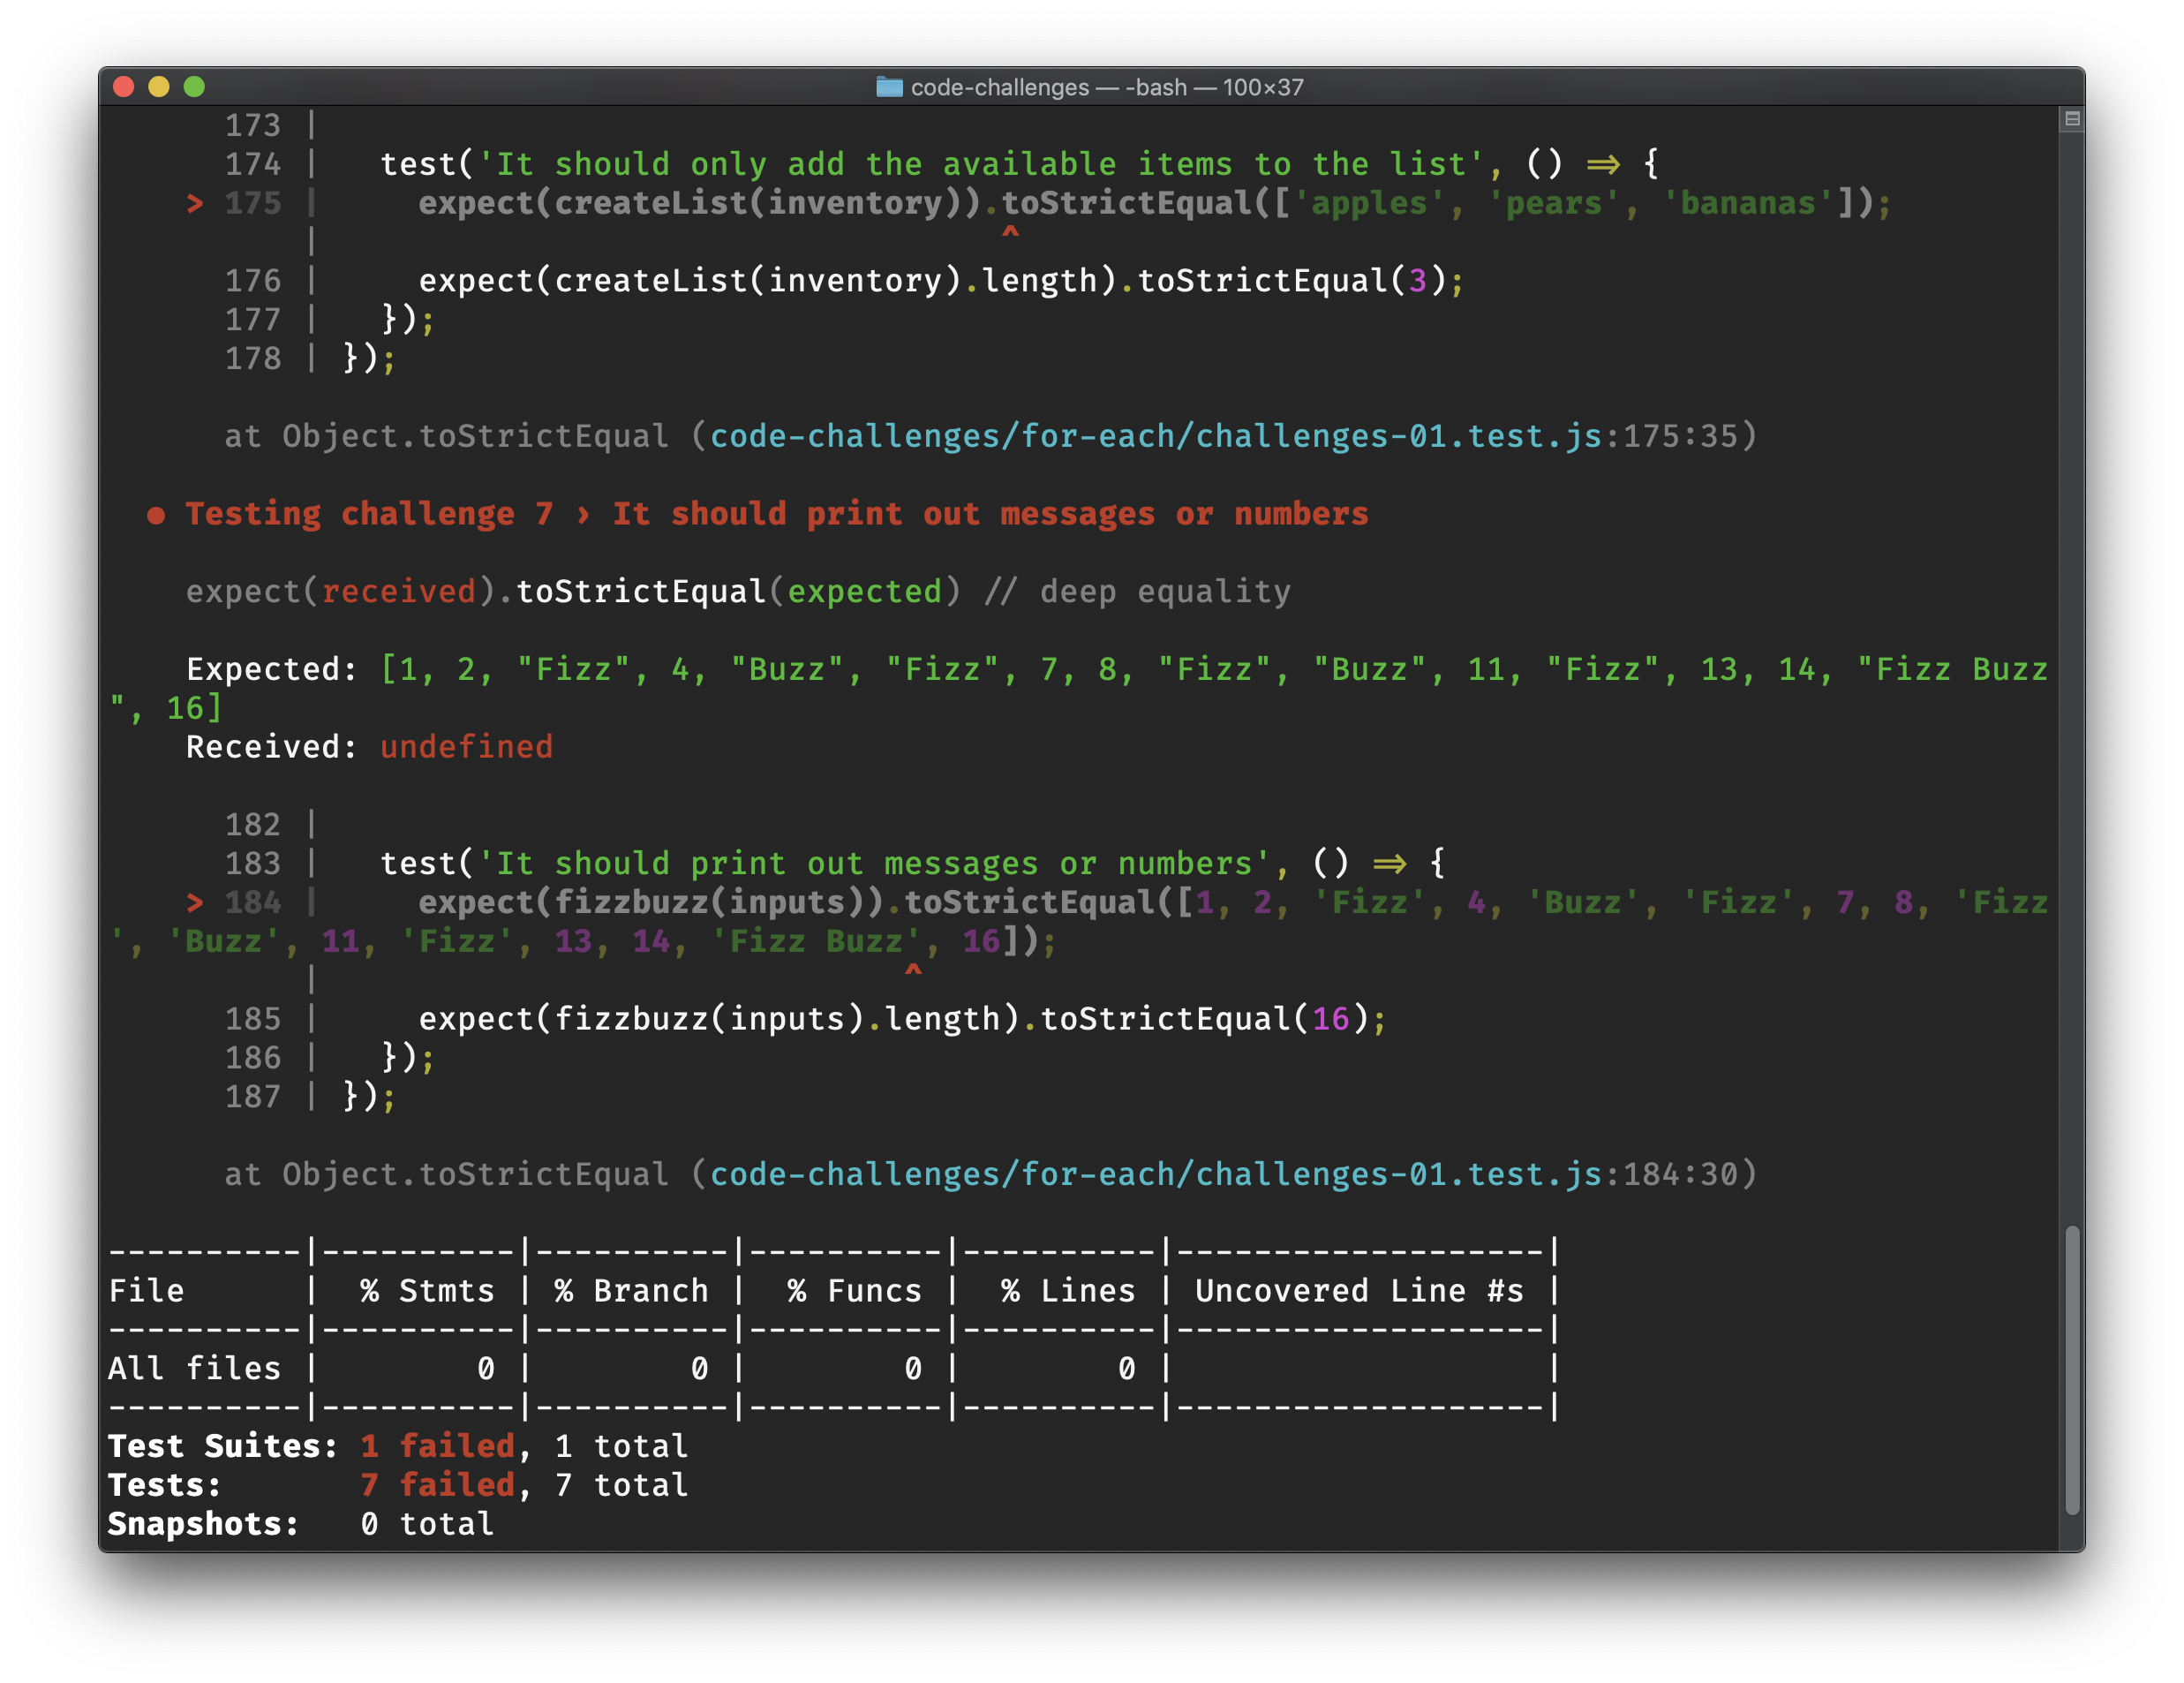 code-challenges — -bash — 100×37
173 |
174 |   test('It should only add the available items to the list', () => {
> 175 |     expect(createList(inventory)).toStrictEqual(['apples', 'pears', 'bananas']);
|                                   ^
176 |     expect(createList(inventory).length).toStrictEqual(3);
177 |   });
178 | });
at Object.toStrictEqual (code-challenges/for-each/challenges-01.test.js:175:35)
● Testing challenge 7 › It should print out messages or numbers
expect(received).toStrictEqual(expected) // deep equality
Expected: [1, 2, "Fizz", 4, "Buzz", "Fizz", 7, 8, "Fizz", "Buzz", 11, "Fizz", 13, 14, "Fizz Buzz
", 16]
Received: undefined
182 |
183 |   test('It should print out messages or numbers', () => {
> 184 |     expect(fizzbuzz(inputs)).toStrictEqual([1, 2, 'Fizz', 4, 'Buzz', 'Fizz', 7, 8, 'Fizz
', 'Buzz', 11, 'Fizz', 13, 14, 'Fizz Buzz', 16]);
|                              ^
185 |     expect(fizzbuzz(inputs).length).toStrictEqual(16);
186 |   });
187 | });
at Object.toStrictEqual (code-challenges/for-each/challenges-01.test.js:184:30)
----------|----------|----------|----------|----------|-------------------|
File      |  % Stmts | % Branch |  % Funcs |  % Lines | Uncovered Line #s |
----------|----------|----------|----------|----------|-------------------|
All files |        0 |        0 |        0 |        0 |                   |
----------|----------|----------|----------|----------|-------------------|
Test Suites: 1 failed, 1 total
Tests:       7 failed, 7 total
Snapshots:   0 total